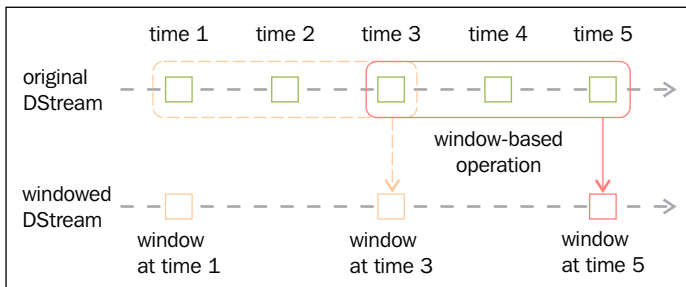 time 1 time 2 time 3 time 4 time 5
original
DStream
window-based
operation
windowed
DStream
window
at time 1
window
at time 3
window
at time 5